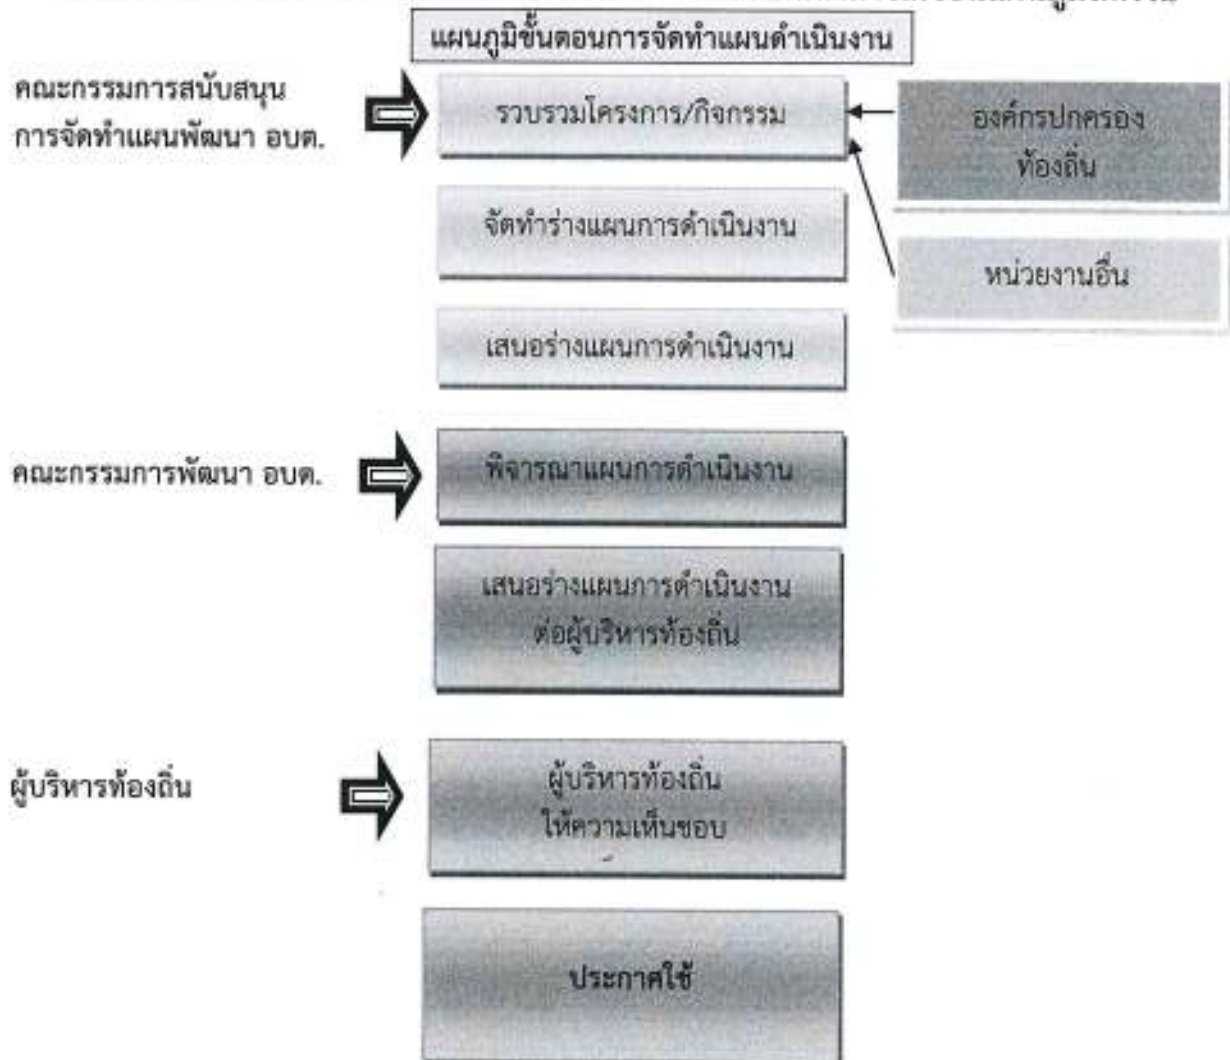 แผนภูมิขั้นตอนการจัดทำแผนดำเนินงาน
คณะกรรมการสนับสนุน
การจัดทำแผนพัฒนา อบต.
รวบรวมโครงการ/กิจกรรม
องค์กรปกครอง
ท้องถิ่น
จัดทำร่างแผนการดำเนินงาน
หน่วยงานอื่น
เสนอร่างแผนการดำเนินงาน
คณะกรรมการพัฒนา อบต.
พิจารณาแผนการดำเนินงาน
เสนอร่างแผนการดำเนินงาน
ต่อผู้บริหารท้องถิ่น
ผู้บริหารท้องถิ่น
ผู้บริหารท้องถิ่น
ให้ความเห็นชอบ
ประกาศใช้